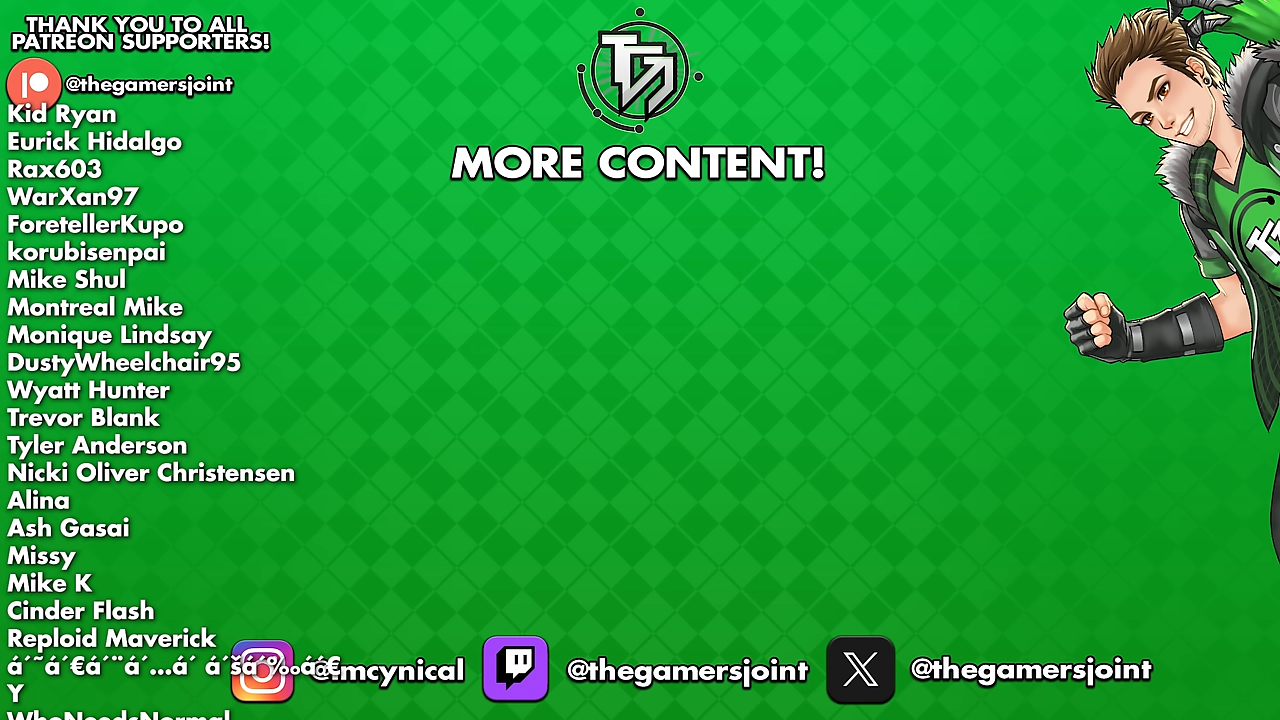 THANK YOU TO ALL
PATREON SUPPORTERS!
@thegamersjoint
Kid Ryan
Eurick Hidalgo
Rax603
WarXan97
ForetellerKupo
korubisenpai
Mike Shul
Montreal Mike
Monique Lindsay
DustyWheelchair95
Wyatt Hunter
Trevor Blank
Tyler Anderson
Nicki Oliver Christensen
Alina
Ash Gasai
Missy
Mike K
Cinder Flash
Reploid Maverick
Y
WhoNeedsNormal
MORE CONTENT!
@thegamersjoint
@thegamersjoint